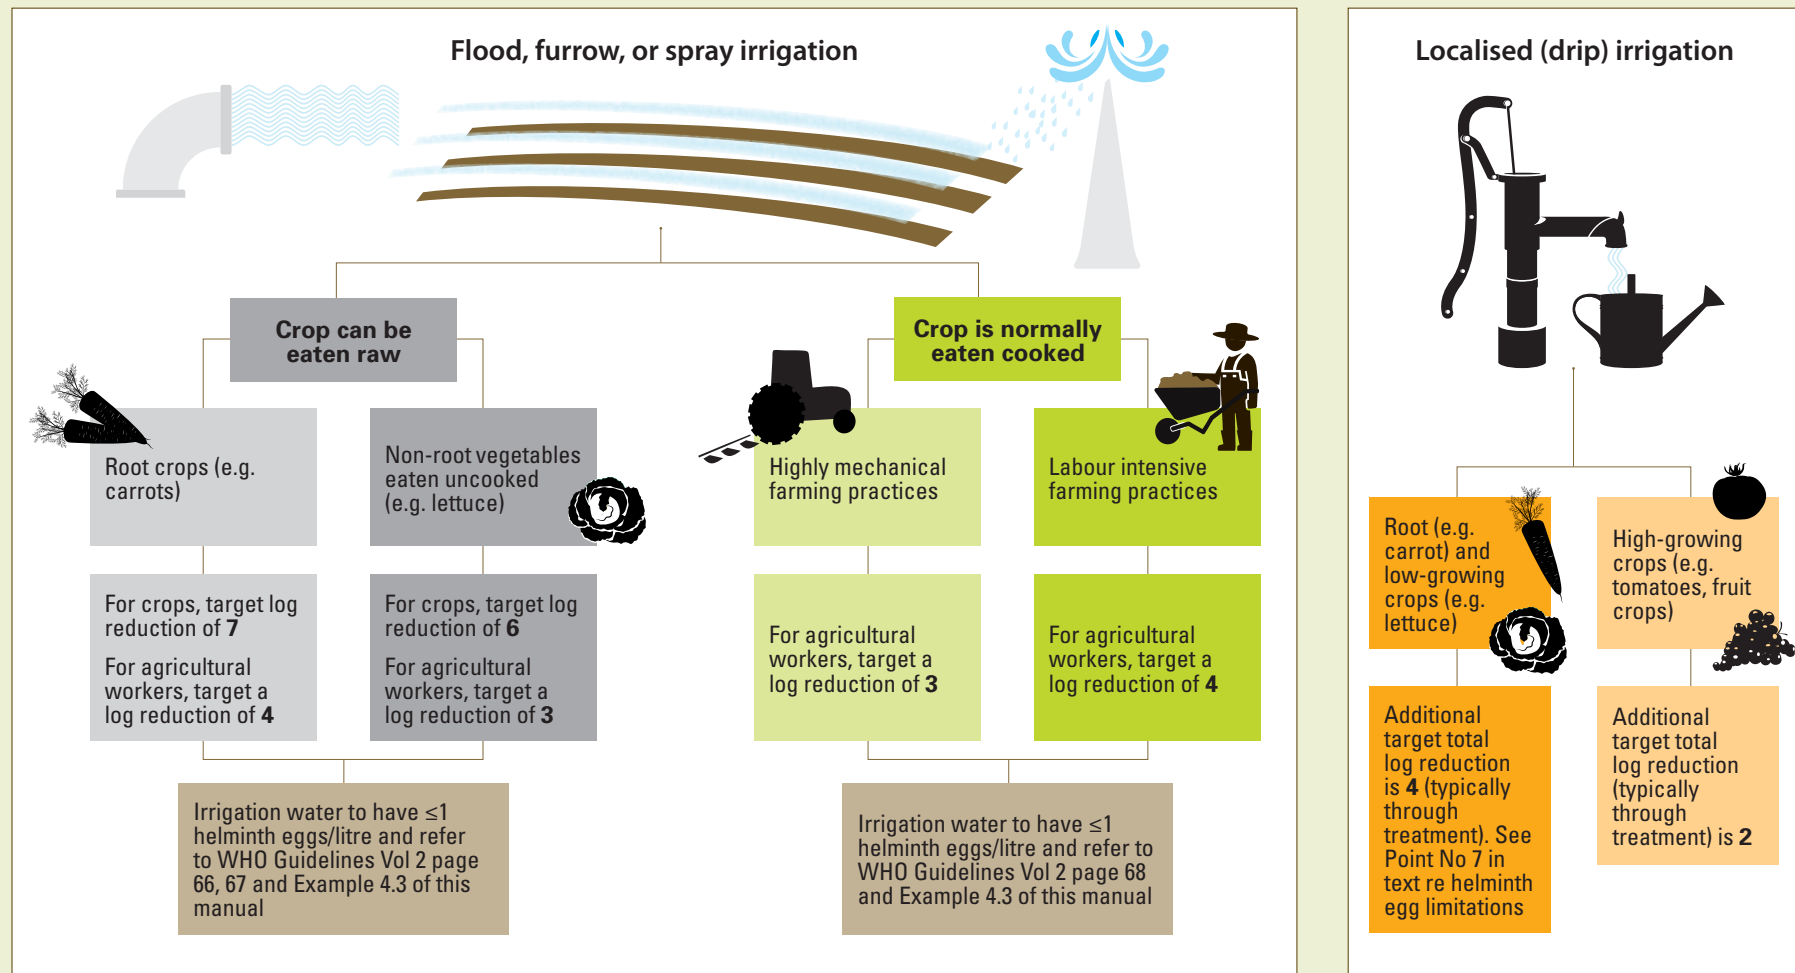 Flood, furrow, or spray irrigation
Crop can be
eaten raw
Root crops (e.g.
carrots)
For crops, target log
reduction of 7
For agricultural
workers, target a
log reduction of 4
Non-root vegetables
eaten uncooked
(e.g. lettuce)
For crops, target log
reduction of 6
For agricultural
workers, target a
log reduction of 3
Irrigation water to have ≤1
helminth eggs/litre and refer
to WHO Guidelines Vol 2 page
66, 67 and Example 4.3 of this
manual
Crop is normally
eaten cooked
Highly mechanical
farming practices
For agricultural
workers, target a
log reduction of 3
Labour intensive
farming practices
For agricultural
workers, target a
log reduction of 4
Irrigation water to have ≤1
helminth eggs/litre and refer to
WHO Guidelines Vol 2 page 68
and Example 4.3 of this manual
Localised (drip) irrigation
Root (e.g.
carrot) and
low-growing
crops (e.g.
lettuce)
Additional
target total
log reduction
is 4 (typically
through
treatment). See
Point No 7 in
text re helminth
egg limitations
High-growing
crops (e.g.
tomatoes, fruit
crops)
Additional
target total
log reduction
(typically
through
treatment) is 2